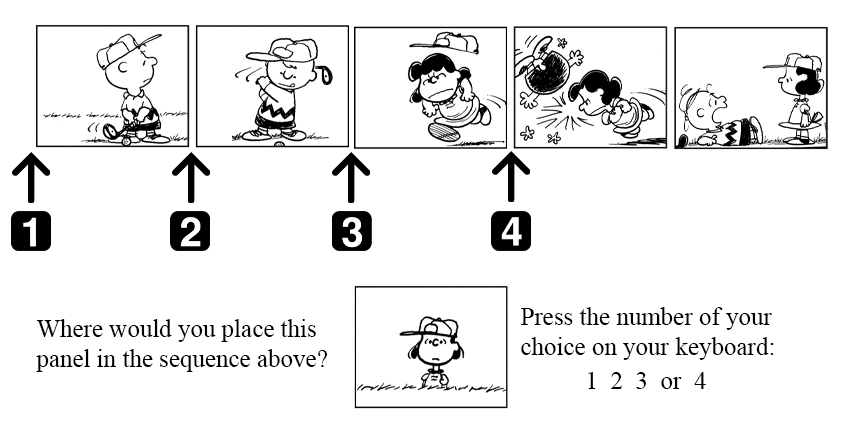 1 2 3 4
Where would you place this
panel in the sequence above?
Press the number of your
choice on your keyboard:
1 2 3 or 4